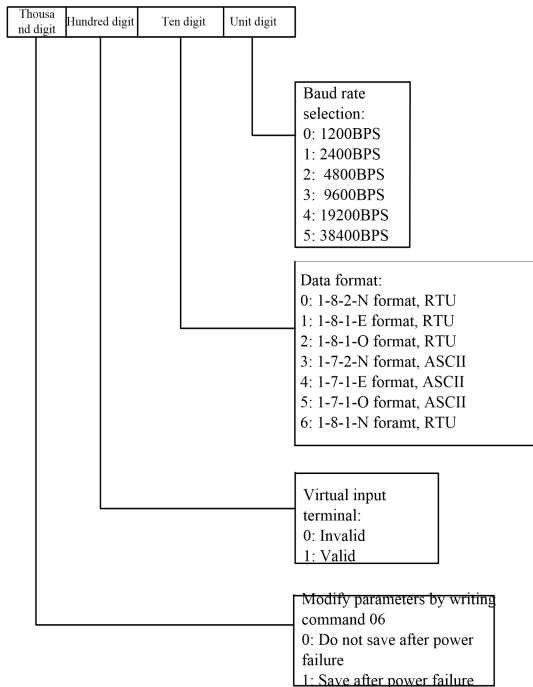 Thousa
nd digit
Hundred digit
Ten digit
Unit digit
Baud rate
selection:
0: 1200BPS
1: 2400BPS
2: 4800BPS
3: 9600BPS
4: 19200BPS
5: 38400BPS
Data format:
0: 1-8-2-N format, RTU
1: 1-8-1-E format, RTU
2: 1-8-1-O format, RTU
3: 1-7-2-N format, ASCII
4: 1-7-1-E format, ASCII
5: 1-7-1-O format, ASCII
6: 1-8-1-N foramt, RTU
Virtual input
terminal:
0: Invalid
1: Valid
Modify parameters by writing
command 06
0: Do not save after power
failure
1: Save after power failure